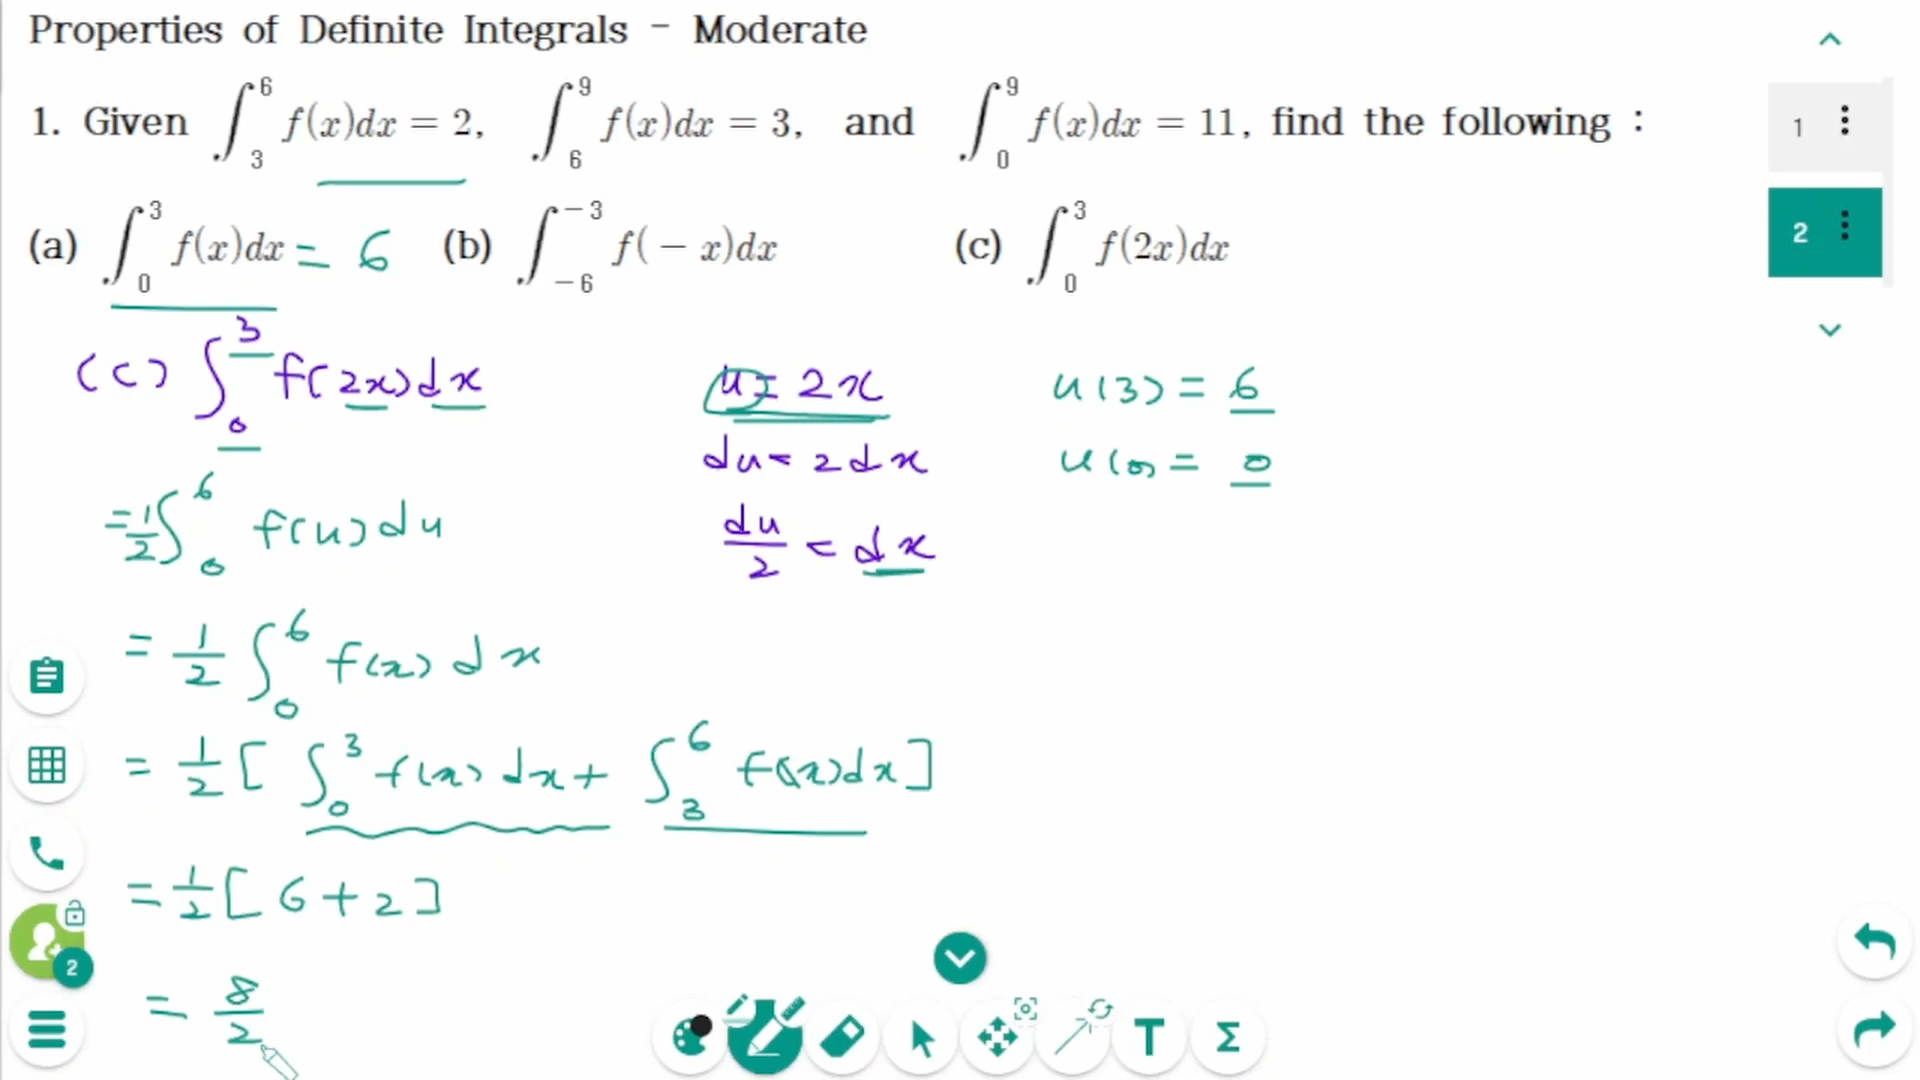 Properties of Definite Integrals - Moderate
1. Given ∫₃⁶ f(x)dx = 2, ∫₆⁹ f(x)dx = 3, and ∫₀⁹ f(x)dx = 11, find the following :
(a) ∫₀³ f(x)dx = 6 (b) ∫₋₆⁻³ f(-x)dx (c) ∫₀³ f(2x)dx
(c) ∫₀³ f(2x)dx
= 1/2 ∫₀⁶ f(u)du
= 1/2 ∫₀⁶ f(x)dx
= 1/2 [ ∫₀³ f(x)dx + ∫₃⁶ f(x)dx ]
= 1/2 [ 6 + 2 ]
= 8/2
u = 2x
du = 2dx
du/2 = dx
u(3) = 6
u(0) = 0
1
2
2
T
Σ